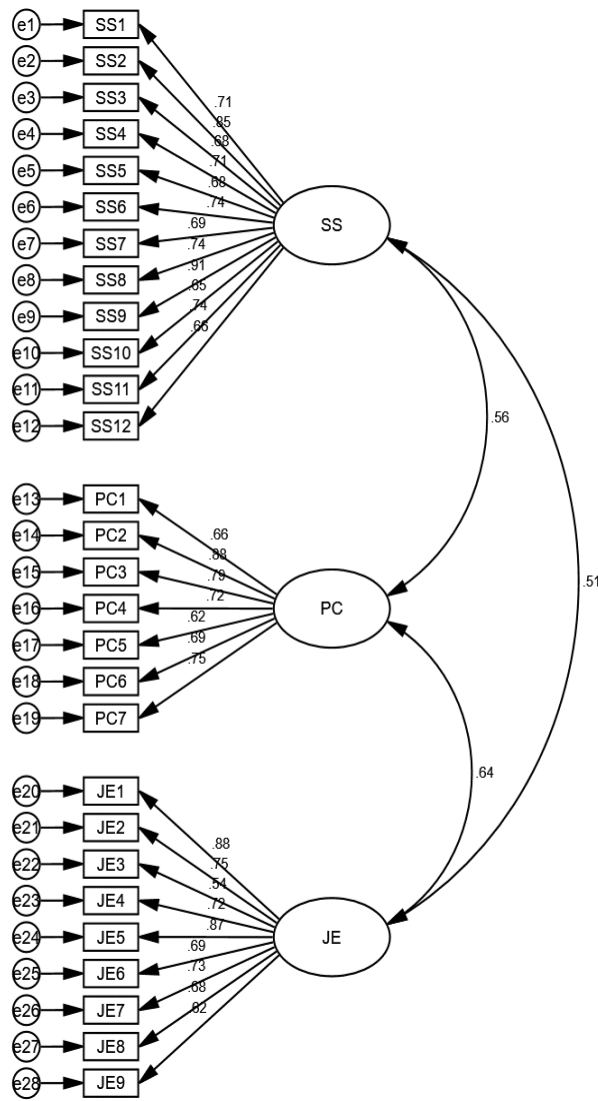 e1 SS1
e2 SS2
e3 SS3
e4 SS4
e5 SS5
e6 SS6
e7 SS7
e8 SS8
e9 SS9
e10 SS10
e11 SS11
e12 SS12
.71
.85
.68
.71
.68
.74
.69
.74
.91
.85
.74
.66
SS
.56
.51
e13 PC1
e14 PC2
e15 PC3
e16 PC4
e17 PC5
e18 PC6
e19 PC7
.66
.88
.79
.72
.62
.69
.75
PC
.64
e20 JE1
e21 JE2
e22 JE3
e23 JE4
e24 JE5
e25 JE6
e26 JE7
e27 JE8
e28 JE9
.88
.75
.54
.72
.87
.69
.73
.68
.62
JE